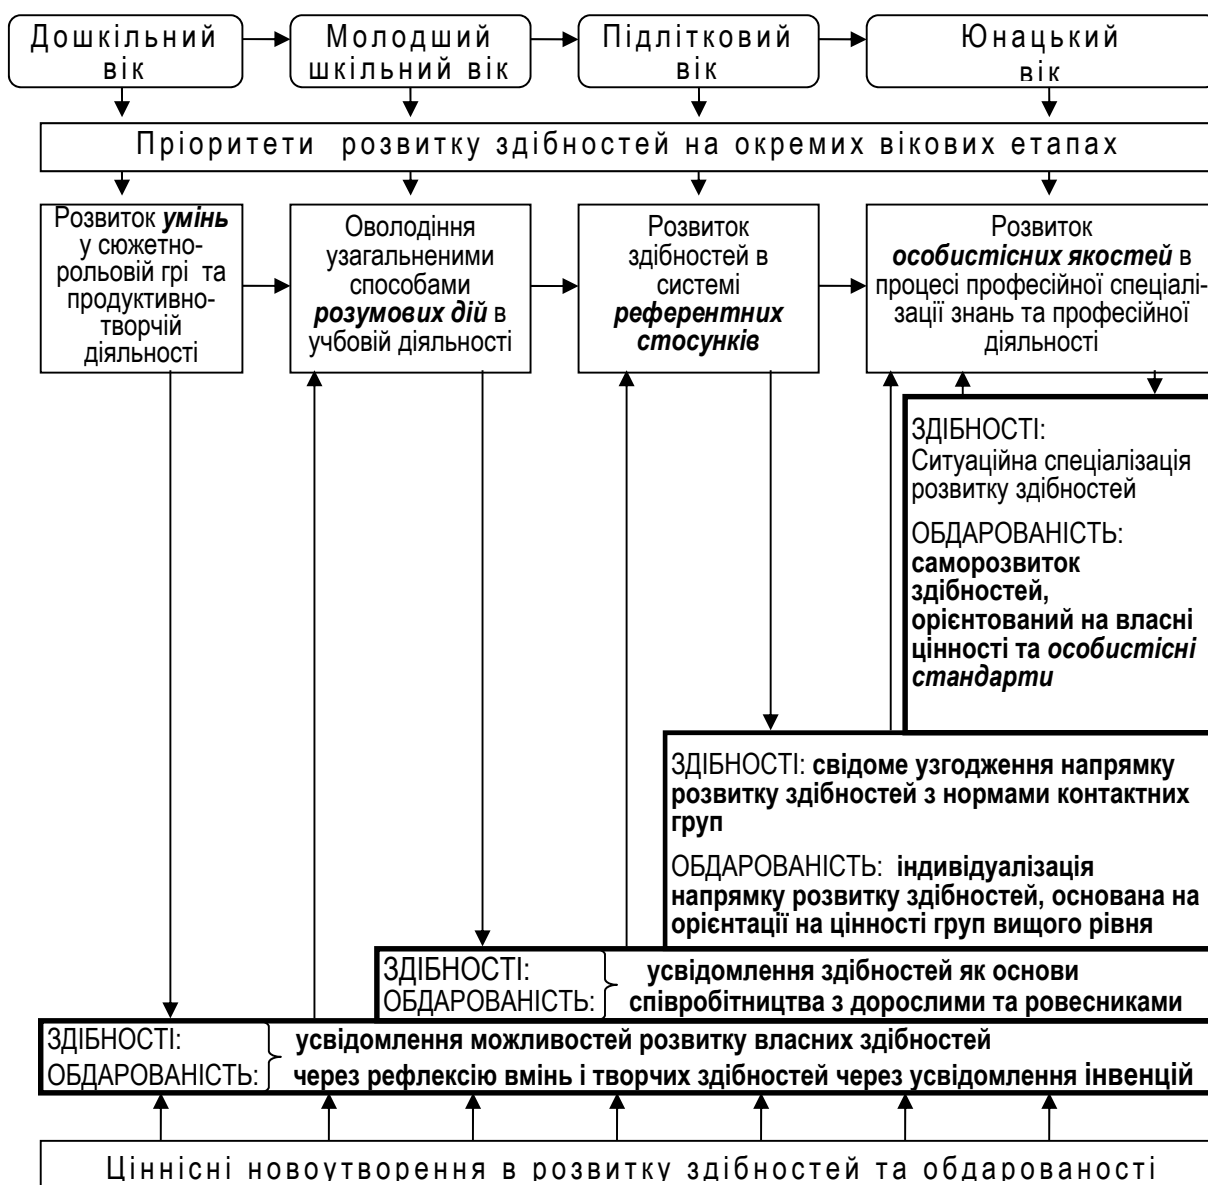 Дошкільний
вік
Молодший
шкільний вік
Підлітковий
вік
Юнацький
вік
Пріоритети розвитку здібностей на окремих вікових етапах
Розвиток умінь
у сюжетно-
рольовій грі та
продуктивно-
творчій
діяльності
Оволодіння
узагальненими
способами
розумових дій в
учбовій діяльності
Розвиток
здібностей в
системі
референтних
стосунків
Розвиток
особистісних якостей в
процесі професійної спеціалі-
зації знань та професійної
діяльності
ЗДІБНОСТІ:
Ситуаційна спеціалізація
розвитку здібностей
ОБДАРОВАНІСТЬ:
саморозвиток
здібностей,
орієнтований на власні
цінності та особистісні
стандарти
ЗДІБНОСТІ: свідоме узгодження напрямку
розвитку здібностей з нормами контактних
груп
ОБДАРОВАНІСТЬ: індивідуалізація
напрямку розвитку здібностей, основана на
орієнтації на цінності груп вищого рівня
ЗДІБНОСТІ:
ОБДАРОВАНІСТЬ:
усвідомлення здібностей як основи
співробітництва з дорослими та ровесниками
ЗДІБНОСТІ:
ОБДАРОВАНІСТЬ:
усвідомлення можливостей розвитку власних здібностей
через рефлексію вмінь і творчих здібностей через усвідомлення інвенцій
Ціннісні новоутворення в розвитку здібностей та обдарованості